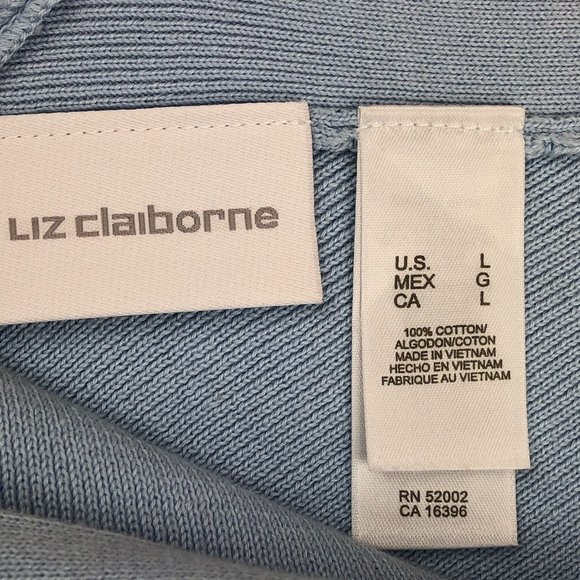 LIZ claiborne
U.S. L
MEX G
CA L
100% COTTON/
ALGODON/COTON
MADE IN VIETNAM
HECHO EN VIETNAM
FABRIQUE AU VIETNAM
RN 52002
CA 16396